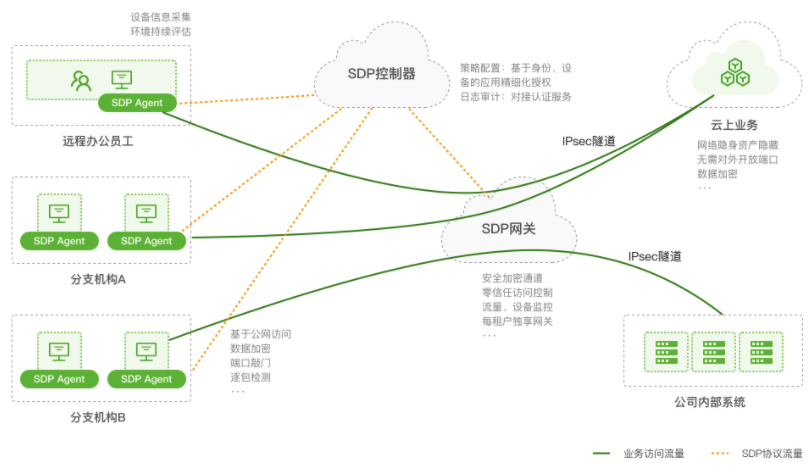 设备信息采集
环境持续评估
SDP Agent
远程办公员工
SDP控制器
策略配置：基于身份、设
备的应用精细化授权
日志审计：对接认证服务
云上业务
网络隐身资产隐藏
无需对外开放端口
数据加密
···
IPsec隧道
SDP Agent
SDP Agent
分支机构A
SDP网关
安全加密通道
零信任访问控制
流量、设备监控
每租户独享网关
···
IPsec隧道
基于公网访问
数据加密
端口敲门
逐包检测
···
SDP Agent
SDP Agent
分支机构B
公司内部系统
业务访问流量
SDP协议流量